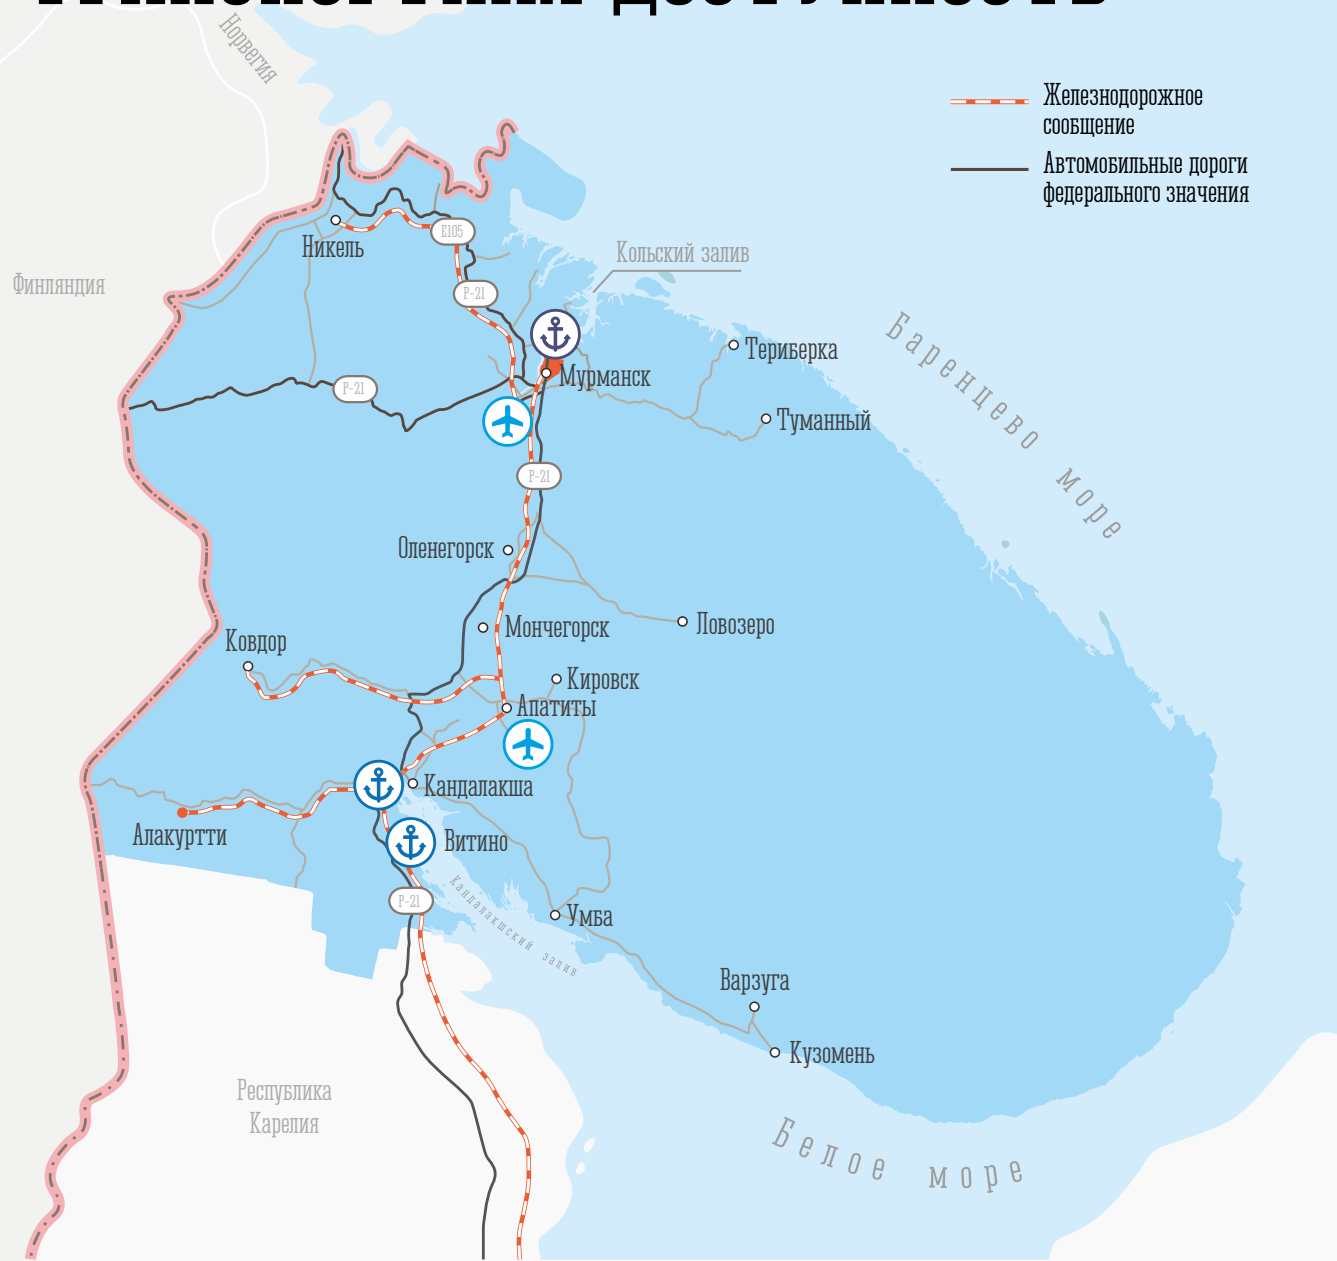 Норвегия
Железнодорожное
сообщение
Автомобильные дороги
федерального значения
E105
Никель
Кольский залив
Финляндия
Р-21
Баренцево море
Териберка
Мурманск
Р-21
Туманный
Р-21
Оленегорск
Мончегорск
Ловозеро
Ковдор
Кировск
Апатиты
Кандалакша
Алакуртти
Витино
Р-21
Кандалакшский залив
Умба
Варзуга
Кузомень
Республика
Карелия
Белое море